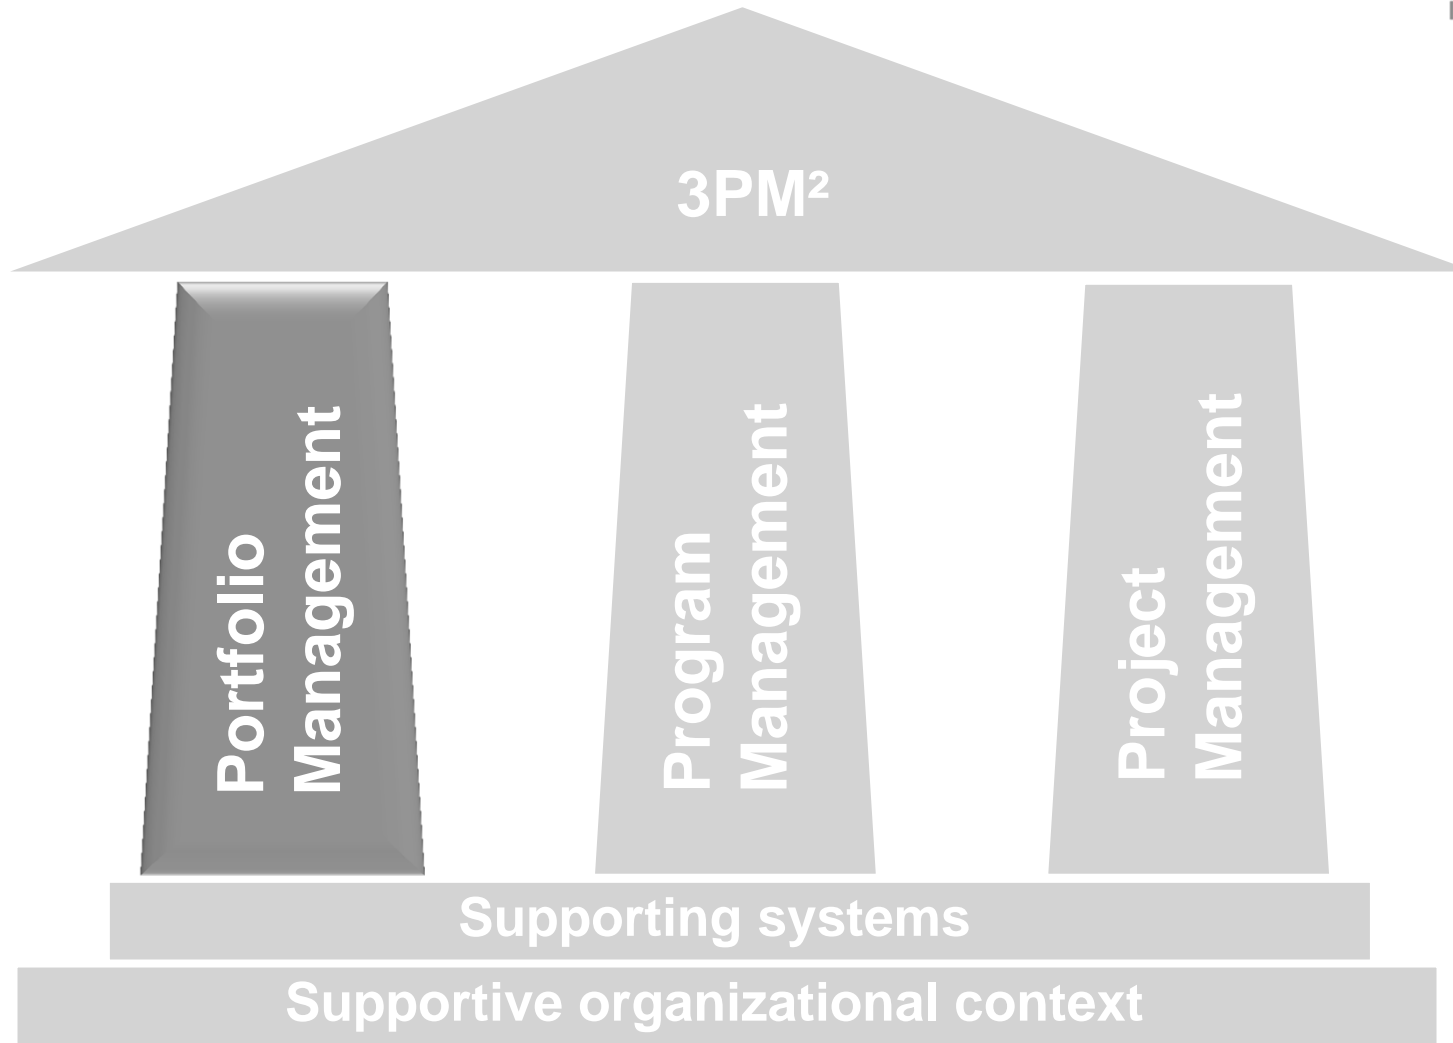 3PM²
Portfolio
Management
Program
Management
Project
Management
Supporting systems
Supportive organizational context